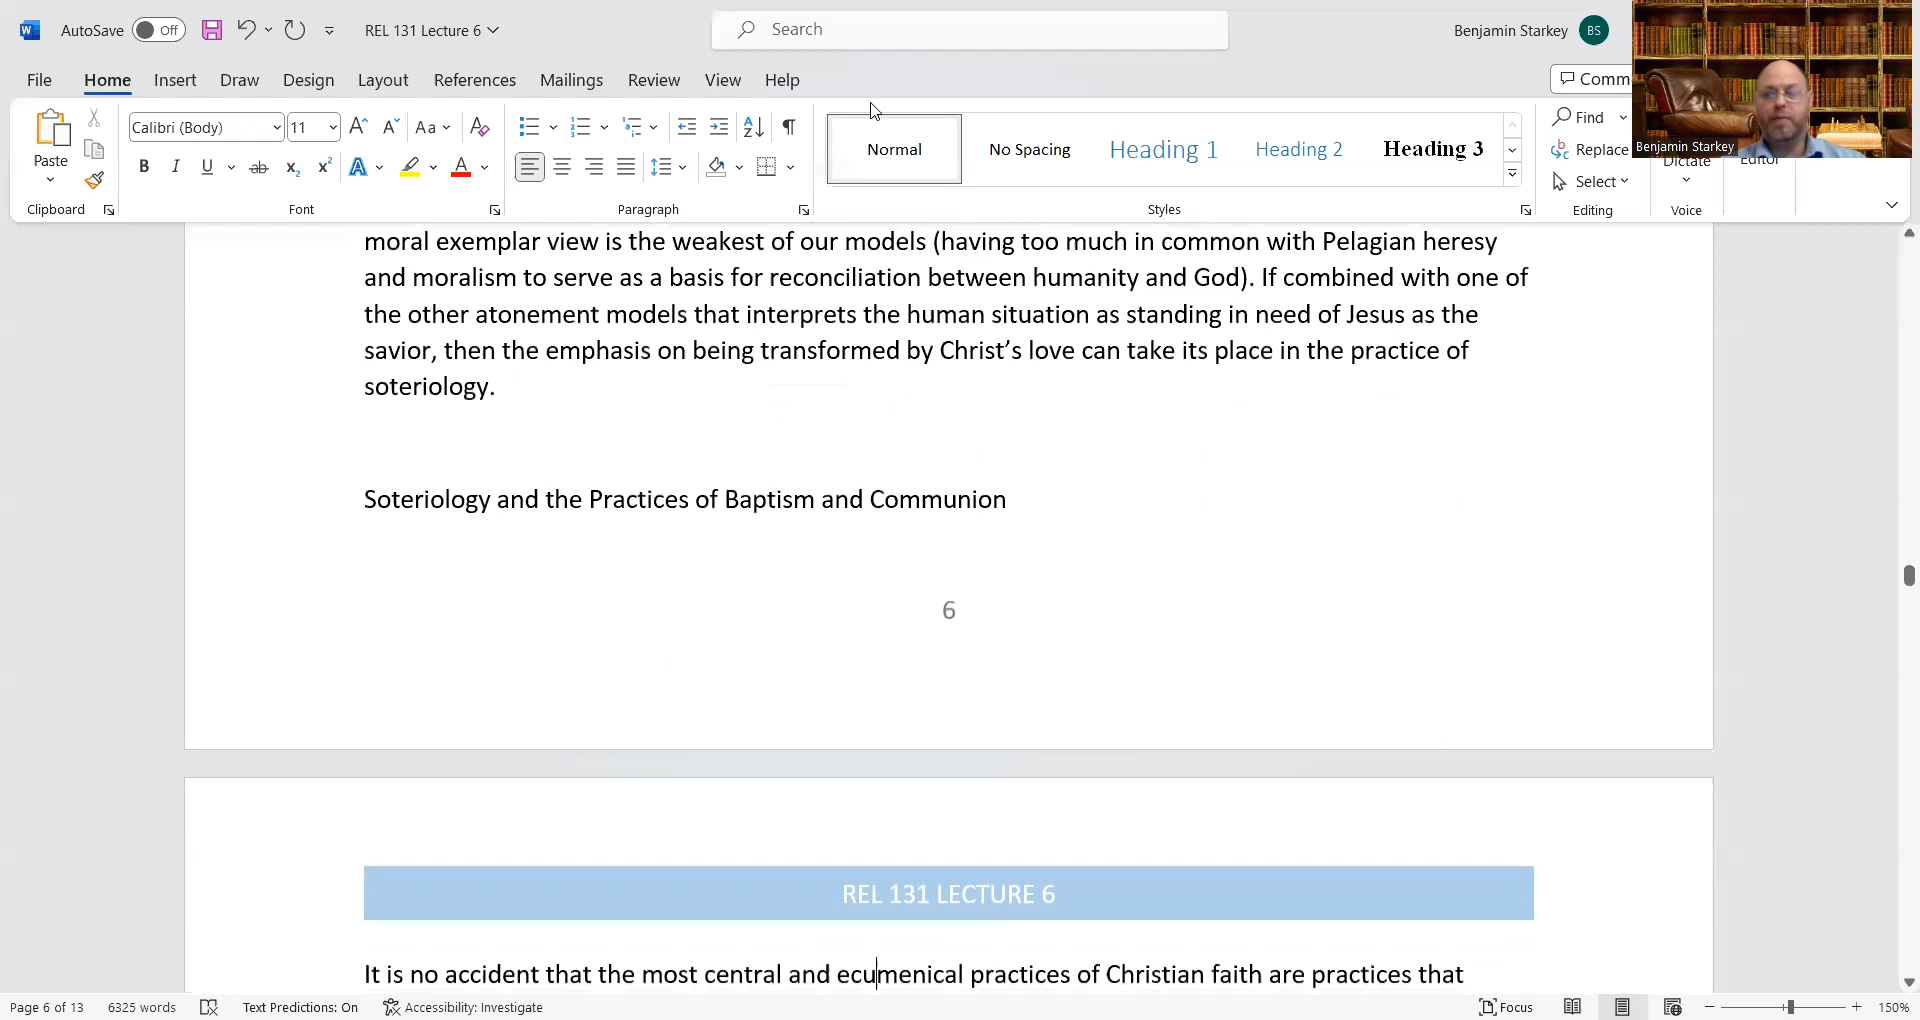 AutoSave Off REL 131 Lecture 6 Search Benjamin Starkey BS
File Home Insert Draw Design Layout References Mailings Review View Help
Paste Calibri (Body) 11 Aa
Normal No Spacing Heading 1 Heading 2 Heading 3
Find
Replace
Select
Benjamin Starkey
Dictate
Editor
Clipboard Font Paragraph Styles Editing Voice
moral exemplar view is the weakest of our models (having too much in common with Pelagian heresy
and moralism to serve as a basis for reconciliation between humanity and God). If combined with one of
the other atonement models that interprets the human situation as standing in need of Jesus as the
savior, then the emphasis on being transformed by Christ’s love can take its place in the practice of
soteriology.
Soteriology and the Practices of Baptism and Communion
6
REL 131 LECTURE 6
It is no accident that the most central and ecumenical practices of Christian faith are practices that
Page 6 of 13 6325 words Text Predictions: On Accessibility: Investigate Focus 150%